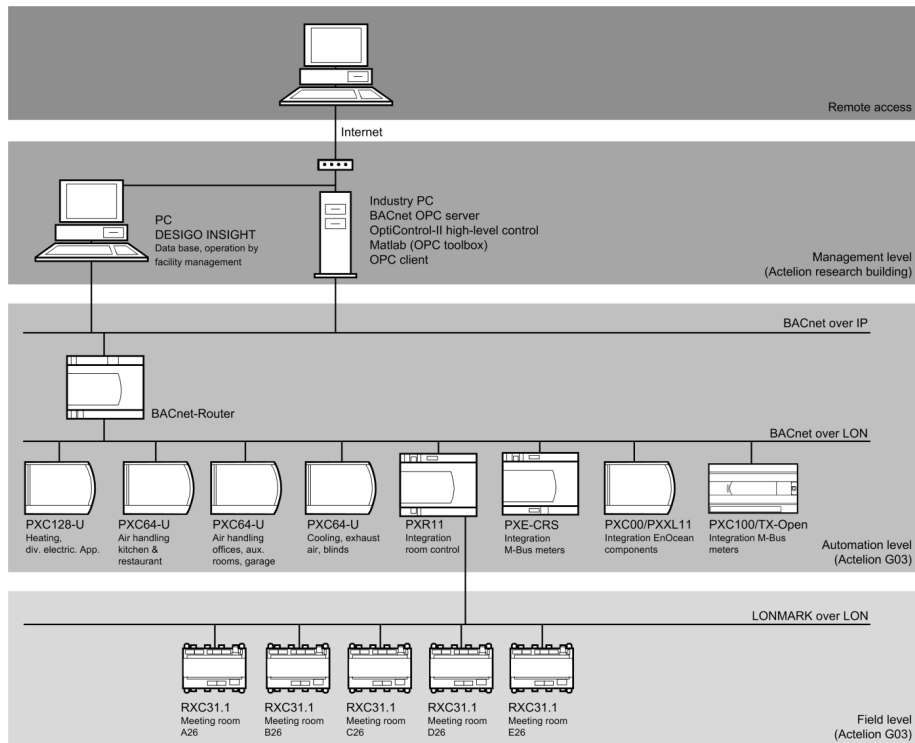 Remote access
Internet
PC
DESIGO INSIGHT
Data base, operation by
facility management
Industry PC
BACnet OPC server
OptiControl-II high-level control
Matlab (OPC toolbox)
OPC client
Management level
(Actelion research building)
BACnet over IP
BACnet-Router
BACnet over LON
PXC128-U
Heating,
div. electric. App.
PXC64-U
Air handling
kitchen &
restaurant
PXC64-U
Air handling
offices, aux.
rooms, garage
PXC64-U
Cooling, exhaust
air, blinds
PXR11
Integration
room control
PXE-CRS
Integration
M-Bus meters
PXC00/PXXL11
Integration EnOcean
components
PXC100/TX-Open
Integration M-Bus
meters
Automation level
(Actelion G03)
LONMARK over LON
RXC31.1
Meeting room
A26
RXC31.1
Meeting room
B26
RXC31.1
Meeting room
C26
RXC31.1
Meeting room
D26
RXC31.1
Meeting room
E26
Field level
(Actelion G03)